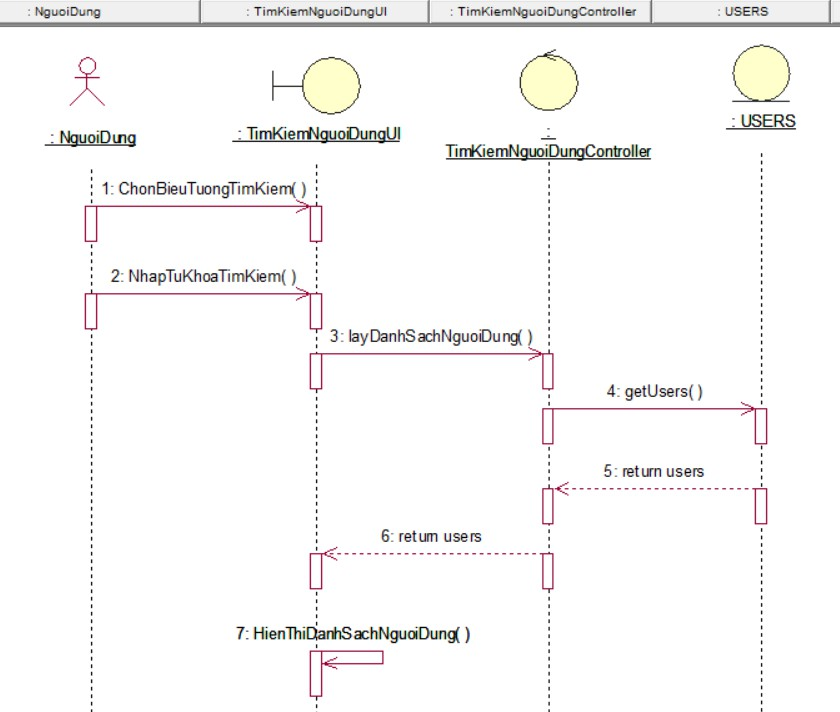 : NguoiDung
: TimKiemNguoiDungUI
: TimKiemNguoiDungController
: USERS
: NguoiDung
: TimKiemNguoiDungUI
:
TimKiemNguoiDungController
: USERS
1: ChonBieuTuongTimKiem( )
2: NhapTuKhoaTimKiem( )
3: layDanhSachNguoiDung( )
4: getUsers( )
5: return users
6: return users
7: HienThiDanhSachNguoiDung( )